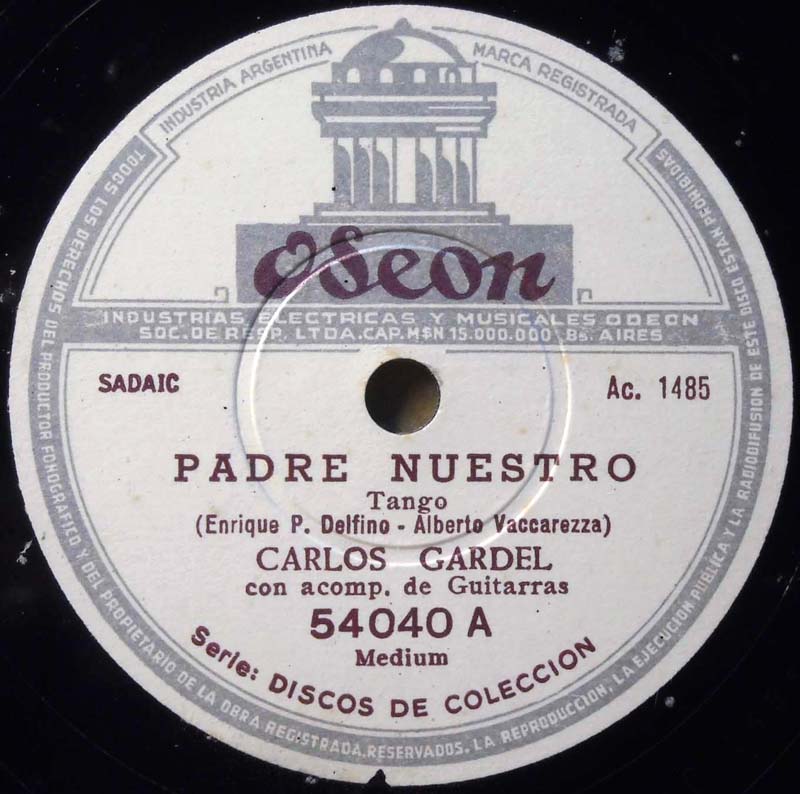 INDUSTRIA ARGENTINA
MARCA REGISTRADA
Odeon
INDUSTRIAS ELECTRICAS Y MUSICALES ODEON
SOC. DE RESP. LTDA. CAP. M$N 15.000.000 Bs. AIRES
SADAIC
Ac. 1485
PADRE NUESTRO
Tango
(Enrique P. Delfino - Alberto Vaccarezza)
CARLOS GARDEL
con acomp. de Guitarras
54040 A
Medium
Serie: DISCOS DE COLECCION
TODOS LOS DERECHOS DEL PRODUCTOR FONOGRAFICO Y DEL PROPIETARIO DE LA OBRA REGISTRADA, RESERVADOS. LA REPRODUCCION, LA EJECUCION PUBLICA Y LA RADIODIFUSION DE ESTE DISCO ESTAN PROHIBIDAS